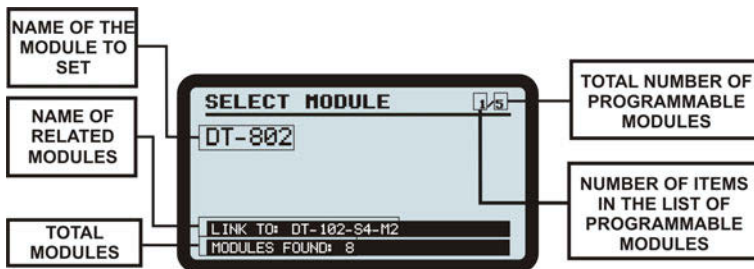 NAME OF THE
MODULE TO
SET
NAME OF
RELATED
MODULES
TOTAL
MODULES
SELECT MODULE 1/5
DT-802
LINK TO: DT-102-S4-M2
MODULES FOUND: 8
TOTAL NUMBER OF
PROGRAMMABLE
MODULES
NUMBER OF ITEMS
IN THE LIST OF
PROGRAMMABLE
MODULES